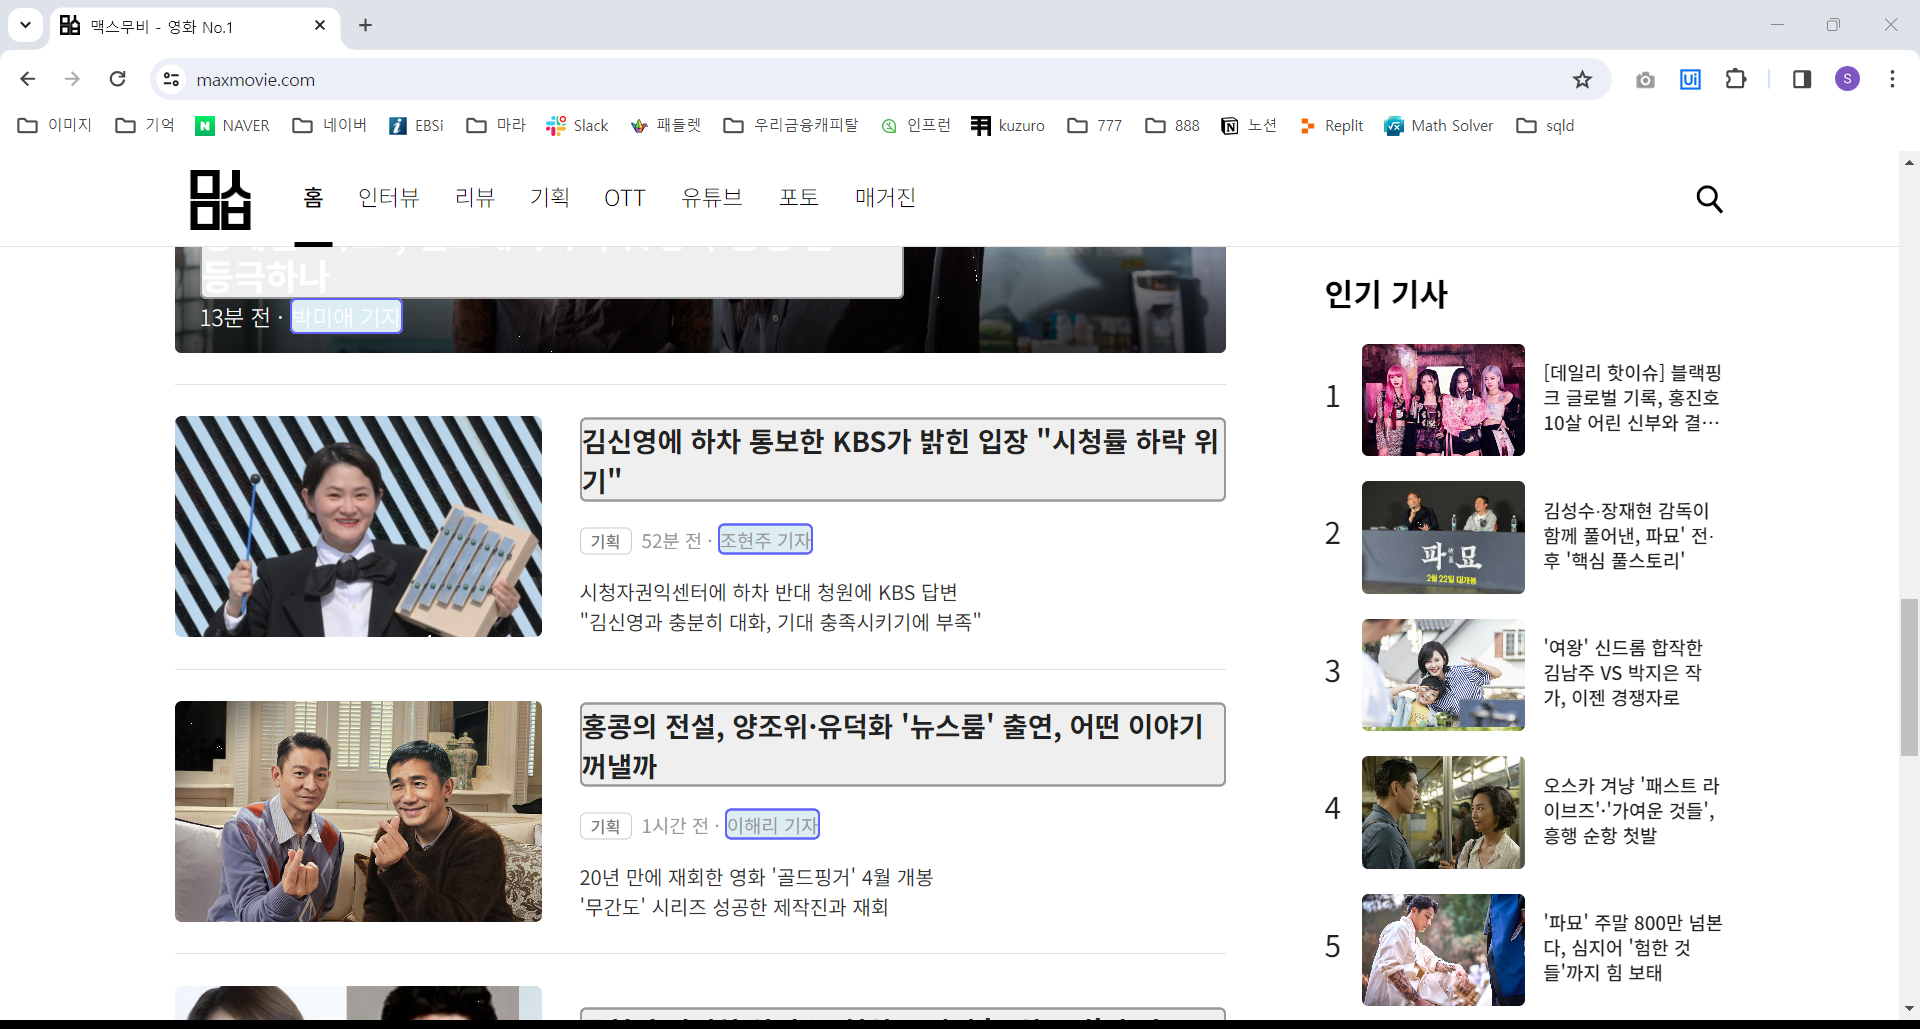 맥스무비 - 영화 No.1
maxmovie.com
S
이미지 기억 NAVER 네이버 EBSi 마라 Slack 패들렛 우리금융캐피탈 인프런 kuzuro 777 888 노션 Replit Math Solver sqld
홈 인터뷰 리뷰 기획 OTT 유튜브 포토 매거진
등극하나
13분 전 · 박미애 기자
김신영에 하차 통보한 KBS가 밝힌 입장 "시청률 하락 위
기"
기획 52분 전 · 조현주 기자
시청자권익센터에 하차 반대 청원에 KBS 답변
"김신영과 충분히 대화, 기대 충족시키기에 부족"
홍콩의 전설, 양조위·유덕화 '뉴스룸' 출연, 어떤 이야기
꺼낼까
기획 1시간 전 · 이해리 기자
20년 만에 재회한 영화 '골드핑거' 4월 개봉
'무간도' 시리즈 성공한 제작진과 재회
인기 기사
1
[데일리 핫이슈] 블랙핑
크 글로벌 기록, 홍진호
10살 어린 신부와 결…
2
파묘
2월 22일 대개봉
김성수·장재현 감독이
함께 풀어낸, 파묘' 전·
후 '핵심 풀스토리'
3
'여왕' 신드롬 합작한
김남주 VS 박지은 작
가, 이젠 경쟁자로
4
오스카 겨냥 '패스트 라
이브즈'·'가여운 것들',
흥행 순항 첫발
5
'파묘' 주말 800만 넘본
다, 심지어 '험한 것
들'까지 힘 보태